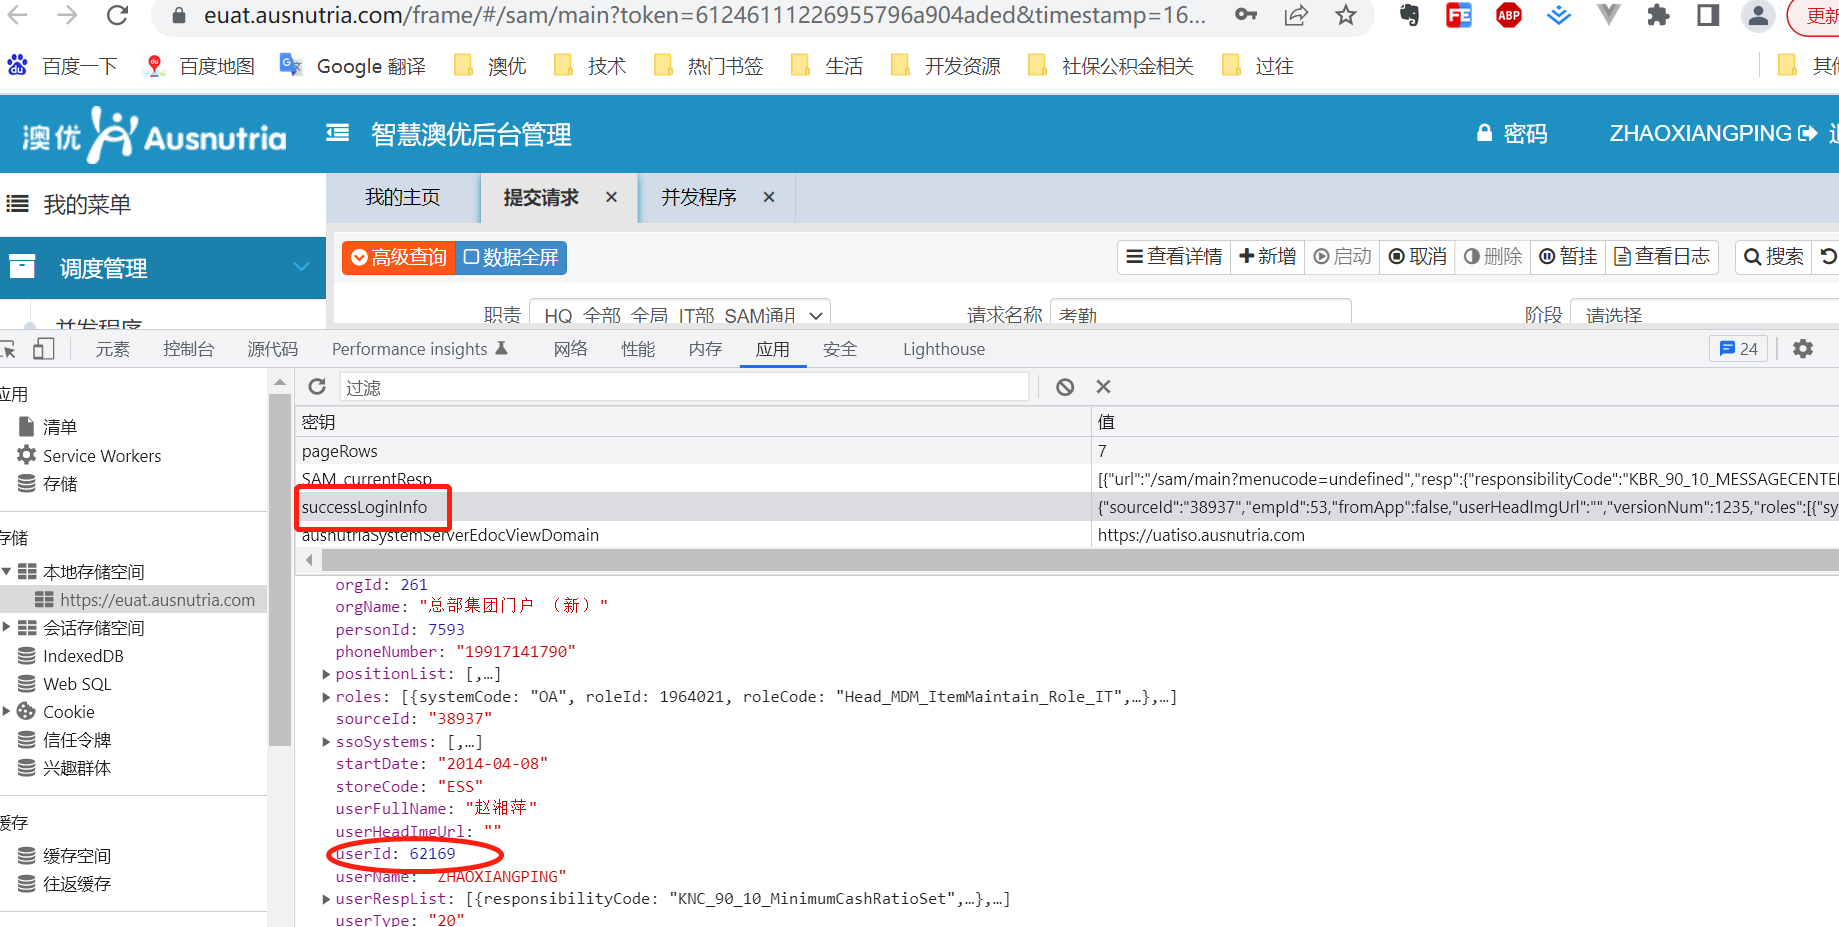 euat.ausnutria.com/frame/#/sam/main?token=61246111226955796a904aded&timestamp=16... FE ABP 更新
百度一下 百度地图 Google 翻译 澳优 技术 热门书签 生活 开发资源 社保公积金相关 过往 其他
澳优 Ausnutria 智慧澳优后台管理 密码 ZHAOXIANGPING
我的菜单 我的主页 提交请求 × 并发程序 ×
调度管理 高级查询 数据全屏 查看详情 新增 启动 取消 删除 暂挂 查看日志 搜索
并发程序 职责 HQ_全部_全局_IT部_SAM通用 请求名称 考勤 阶段 请选择
元素 控制台 源代码 Performance insights 网络 性能 内存 应用 安全 Lighthouse 24
应用 过滤
密钥 值
清单
pageRows 7
Service Workers
SAM_currentResp [{"url":"/sam/main?menucode=undefined","resp":{"responsibilityCode":"KBR_90_10_MESSAGECENTE
存储
successLoginInfo {"sourceId":"38937","empId":53,"fromApp":false,"userHeadImgUrl":"","versionNum":1235,"roles":[{"sy
存储
ausnutriaSystemServerEdocViewDomain https://uatiso.ausnutria.com
本地存储空间
https://euat.ausnutria.com
会话存储空间
IndexedDB
Web SQL
Cookie
信任令牌
兴趣群体
缓存
缓存空间
往返缓存
orgId: 261
orgName: "总部集团门户 （新）"
personId: 7593
phoneNumber: "19917141790"
positionList: [,…]
roles: [{systemCode: "OA", roleId: 1964021, roleCode: "Head_MDM_ItemMaintain_Role_IT",…},…]
sourceId: "38937"
ssoSystems: [,…]
startDate: "2014-04-08"
storeCode: "ESS"
userFullName: "赵湘萍"
userHeadImgUrl: ""
userId: 62169
userName: "ZHAOXIANGPING"
userRespList: [{responsibilityCode: "KNC_90_10_MinimumCashRatioSet",…},…]
userType: "20"